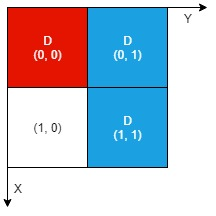 Y
D
(0, 0)
D
(0, 1)
(1, 0)
D
(1, 1)
X